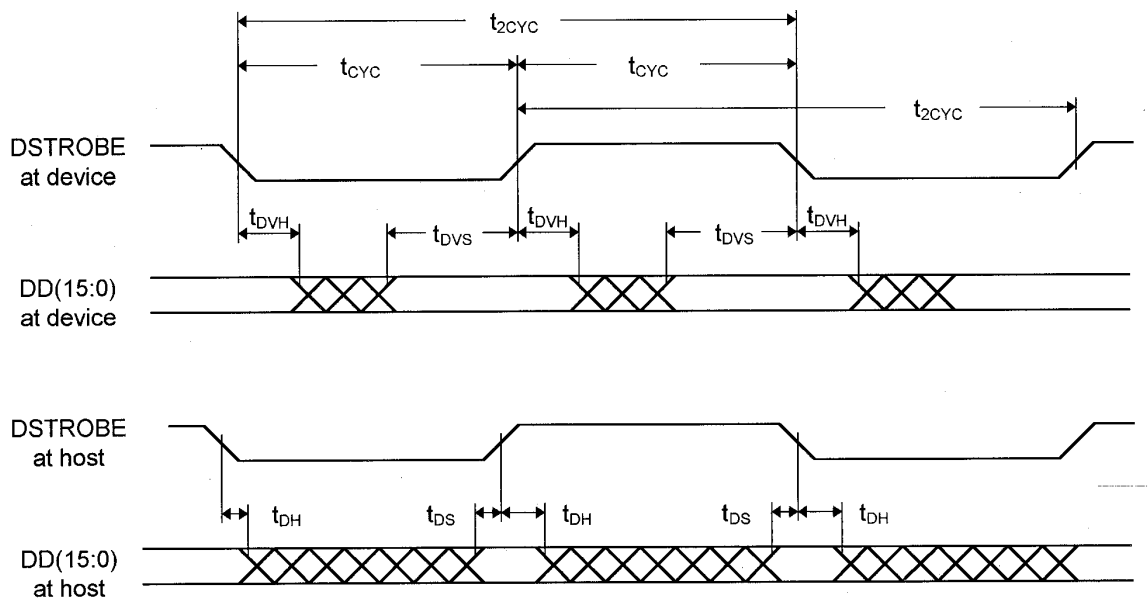 t2CYC
tCYC tCYC
t2CYC
DSTROBE
at device
tDVH tDVS tDVH tDVS tDVH
DD(15:0)
at device
DSTROBE
at host
tDH tDS tDH tDS tDH
DD(15:0)
at host